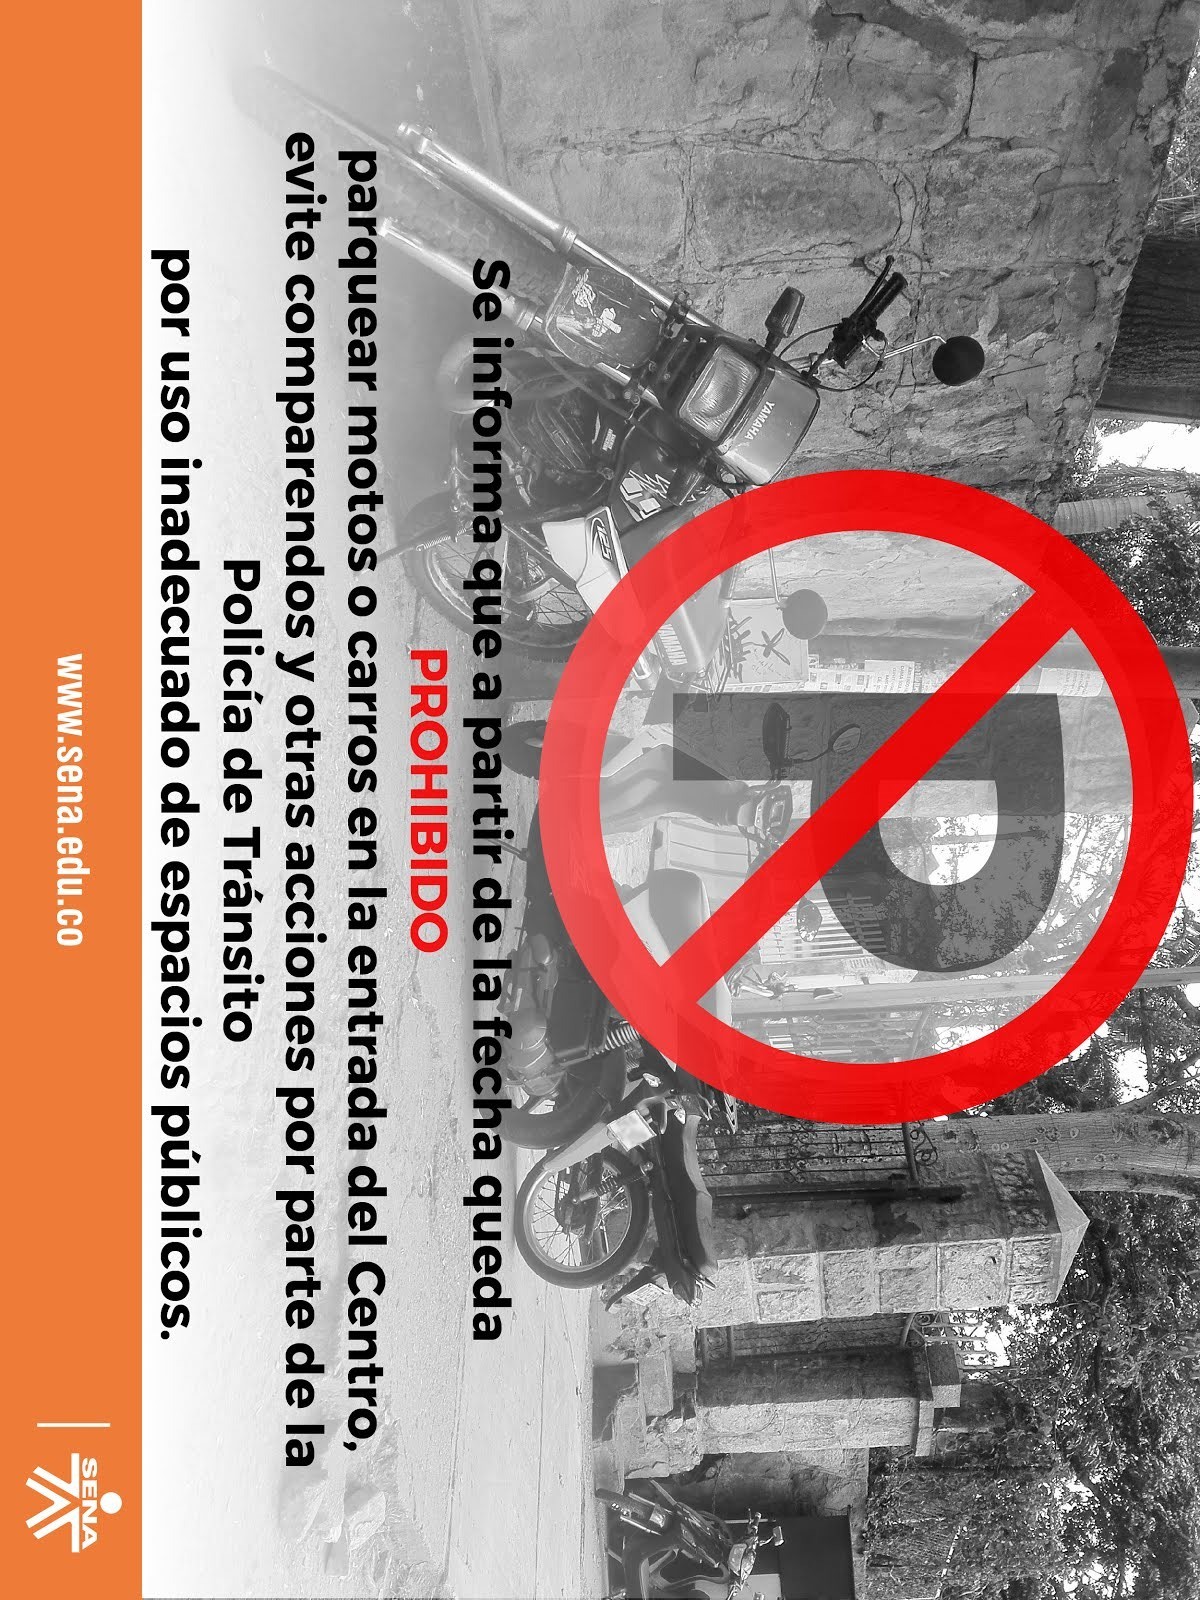 YAMAHA
YAMAHA
P
Se informa que a partir de la fecha queda
PROHIBIDO
parquear motos o carros en la entrada del Centro,
evite comparendos y otras acciones por parte de la
Policía de Tránsito
por uso inadecuado de espacios públicos.
www.sena.edu.co
SENA